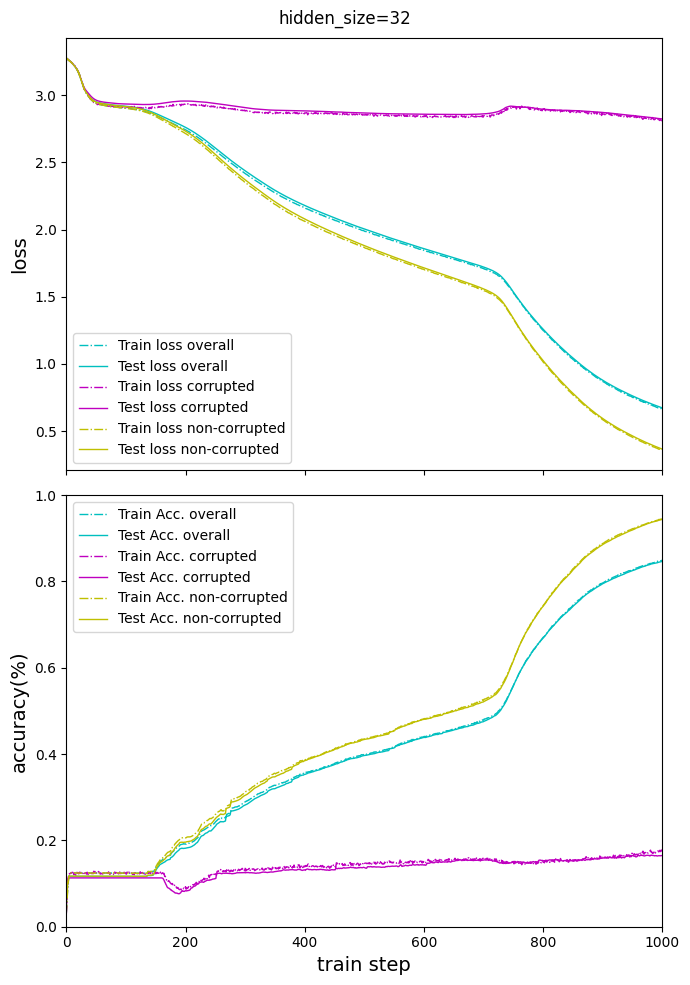 hidden_size=32
3.0
2.5
2.0
1.5
1.0
0.5
loss
Train loss overall
Test loss overall
Train loss corrupted
Test loss corrupted
Train loss non-corrupted
Test loss non-corrupted
1.0
0.8
0.6
0.4
0.2
0.0
accuracy(%)
Train Acc. overall
Test Acc. overall
Train Acc. corrupted
Test Acc. corrupted
Train Acc. non-corrupted
Test Acc. non-corrupted
0 200 400 600 800 1000
train step